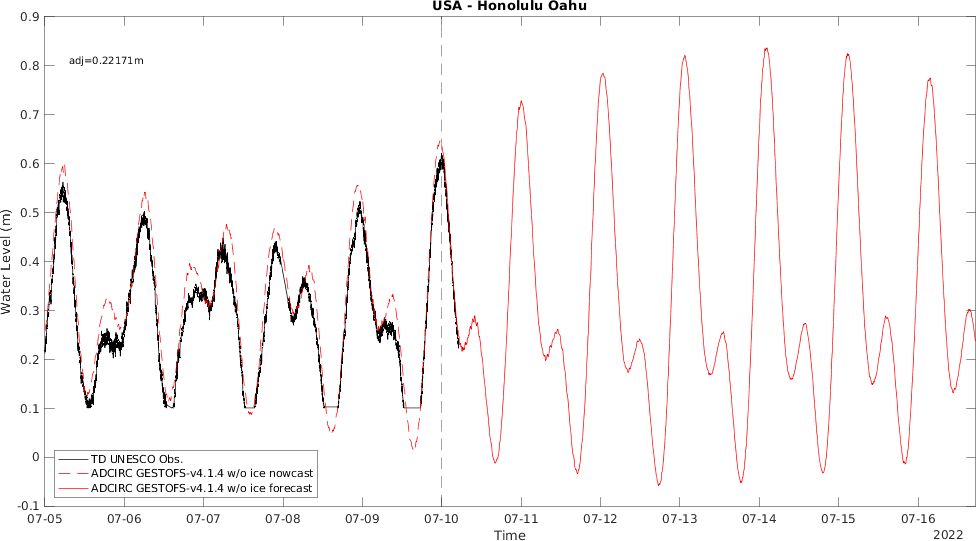 USA - Honolulu Oahu
adj=0.22171m
0.9
0.8
0.7
0.6
0.5
0.4
0.3
0.2
0.1
0
-0.1
Water Level (m)
TD UNESCO Obs.
ADCIRC GESTOFS-v4.1.4 w/o ice nowcast
ADCIRC GESTOFS-v4.1.4 w/o ice forecast
07-05 07-06 07-07 07-08 07-09 07-10 07-11 07-12 07-13 07-14 07-15 07-16
Time
2022